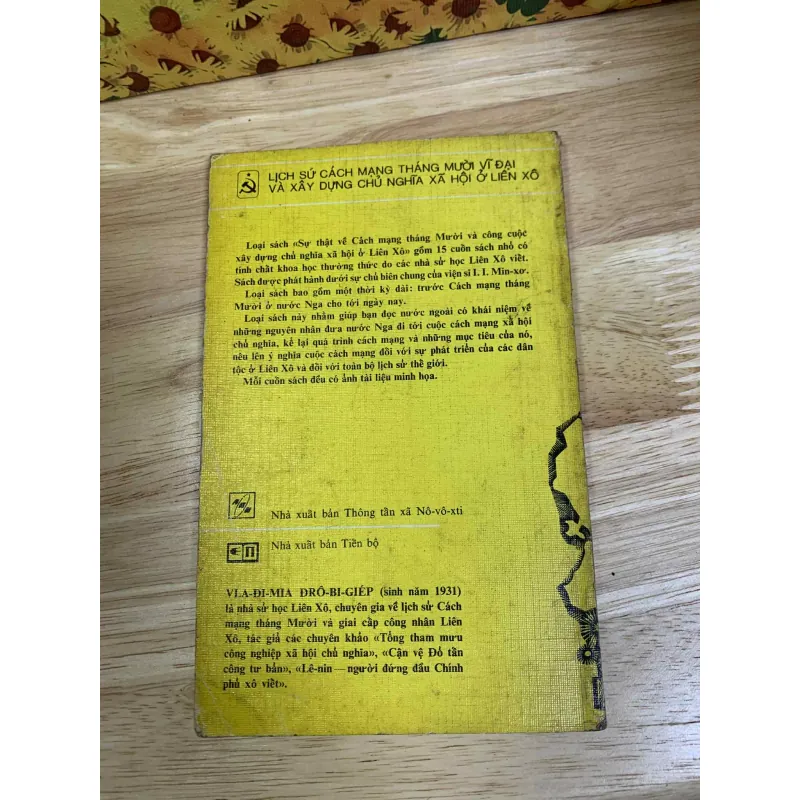 LỊCH SỬ CÁCH MẠNG THÁNG MƯỜI VĨ ĐẠI
VÀ XÂY DỰNG CHỦ NGHĨA XÃ HỘI Ở LIÊN XÔ
Loại sách «Sự thật về Cách mạng tháng Mười và công cuộc
xây dựng chủ nghĩa xã hội ở Liên Xô» gồm 15 cuốn sách nhỏ có
tính chất khoa học thường thức do các nhà sử học Liên Xô viết.
Sách được phát hành dưới sự chủ biên chung của viện sĩ I. I. Min-xơ.
Loại sách bao gồm một thời kỳ dài: trước Cách mạng tháng
Mười ở nước Nga cho tới ngày nay.
Loại sách này nhằm giúp bạn đọc nước ngoài có khái niệm về
những nguyên nhân đưa nước Nga đi tới cuộc cách mạng xã hội
chủ nghĩa, kể lại quá trình cách mạng và những mục tiêu của nó,
nêu lên ý nghĩa cuộc cách mạng đối với sự phát triển của các dân
tộc ở Liên Xô và đối với toàn bộ lịch sử thế giới.
Mỗi cuốn sách đều có ảnh tài liệu minh họa.
Nhà xuất bản Thông tấn xã Nô-vô-xti
Nhà xuất bản Tiến bộ
VLA-ĐI-MIA ĐRÔ-BI-GIÉP (sinh năm 1931)
là nhà sử học Liên Xô, chuyên gia về lịch sử Cách
mạng tháng Mười và giai cấp công nhân Liên
Xô, tác giả các chuyên khảo «Tổng tham mưu
công nghiệp xã hội chủ nghĩa», «Cận vệ Đỏ tấn
công tư bản», «Lê-nin—người đứng đầu Chính
phủ xô viết».